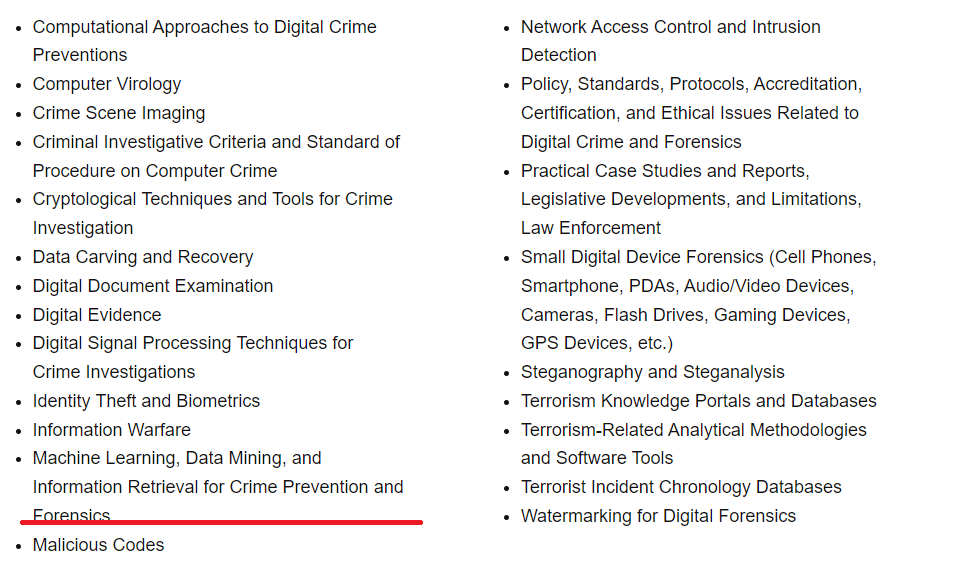 • Computational Approaches to Digital Crime
Preventions
• Computer Virology
• Crime Scene Imaging
• Criminal Investigative Criteria and Standard of
Procedure on Computer Crime
• Cryptological Techniques and Tools for Crime
Investigation
• Data Carving and Recovery
• Digital Document Examination
• Digital Evidence
• Digital Signal Processing Techniques for
Crime Investigations
• Identity Theft and Biometrics
• Information Warfare
• Machine Learning, Data Mining, and
Information Retrieval for Crime Prevention and
Forensics
• Malicious Codes
• Network Access Control and Intrusion
Detection
• Policy, Standards, Protocols, Accreditation,
Certification, and Ethical Issues Related to
Digital Crime and Forensics
• Practical Case Studies and Reports,
Legislative Developments, and Limitations,
Law Enforcement
• Small Digital Device Forensics (Cell Phones,
Smartphone, PDAs, Audio/Video Devices,
Cameras, Flash Drives, Gaming Devices,
GPS Devices, etc.)
• Steganography and Steganalysis
• Terrorism Knowledge Portals and Databases
• Terrorism-Related Analytical Methodologies
and Software Tools
• Terrorist Incident Chronology Databases
• Watermarking for Digital Forensics